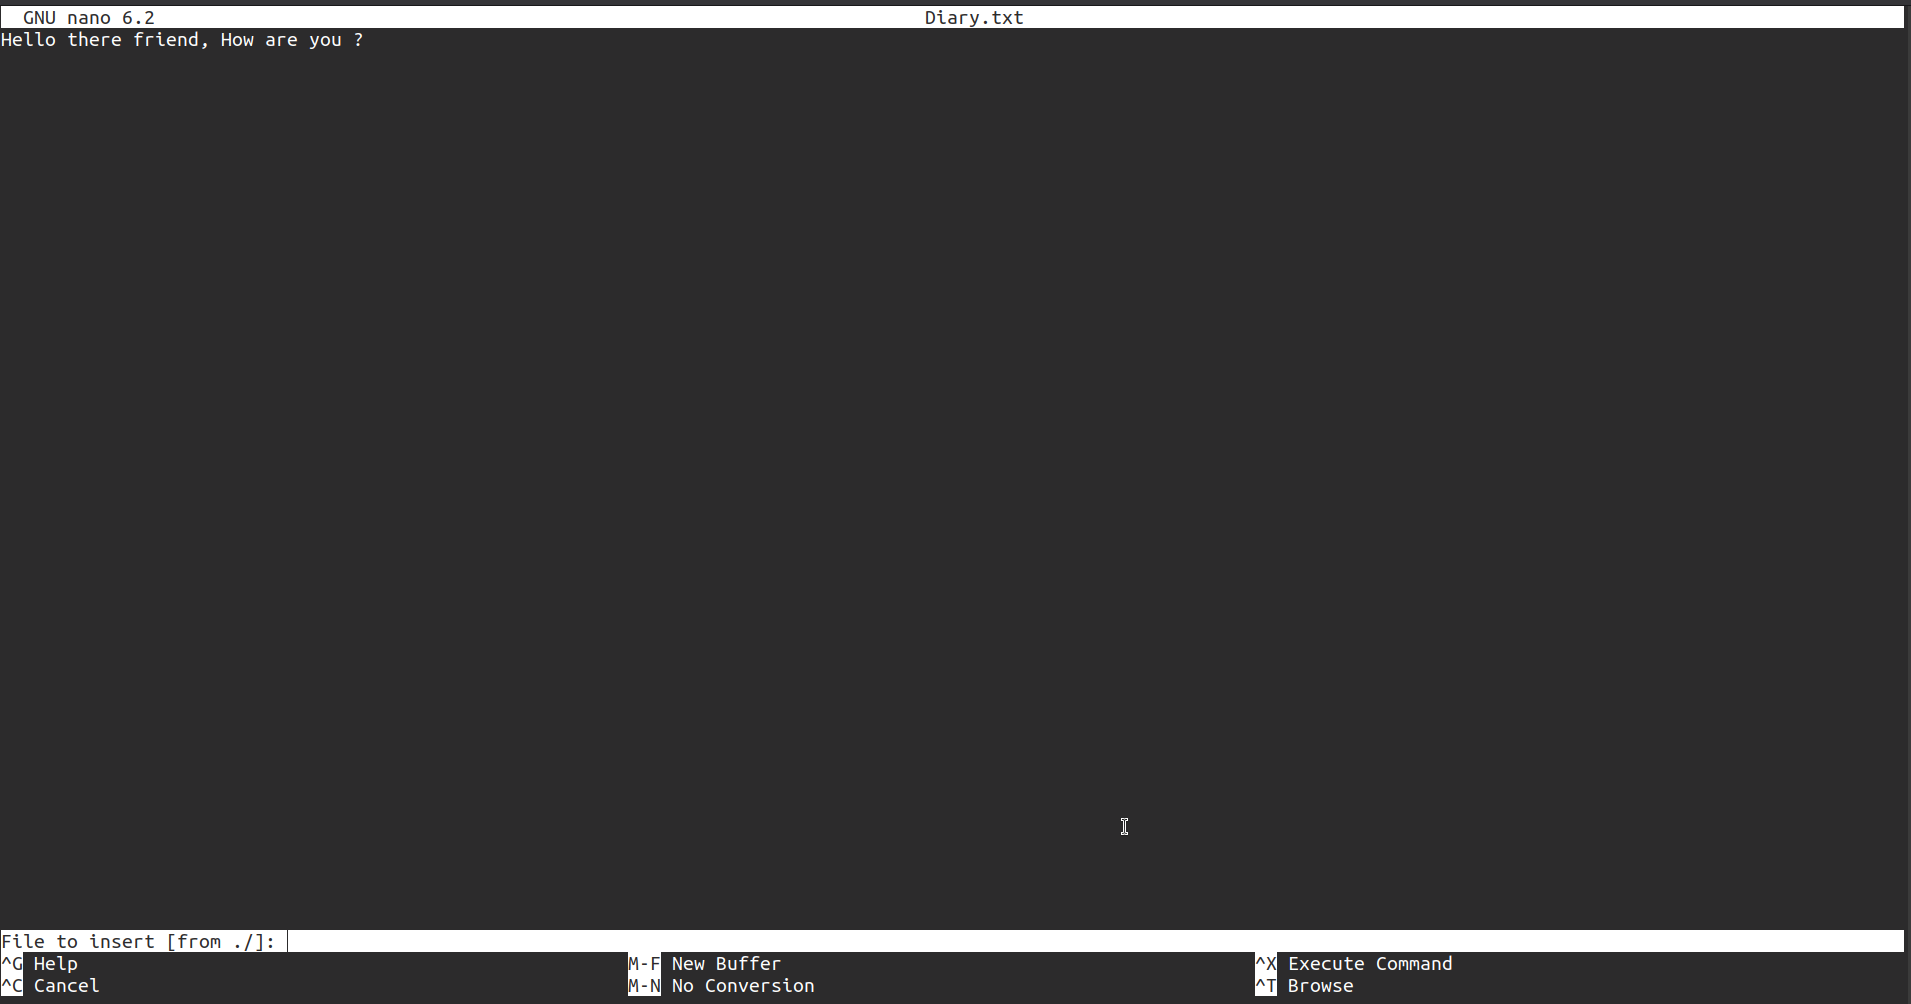 GNU nano 6.2 Diary.txt
Hello there friend, How are you ?
File to insert [from ./]:
^G Help M-F New Buffer ^X Execute Command
^C Cancel M-N No Conversion ^T Browse